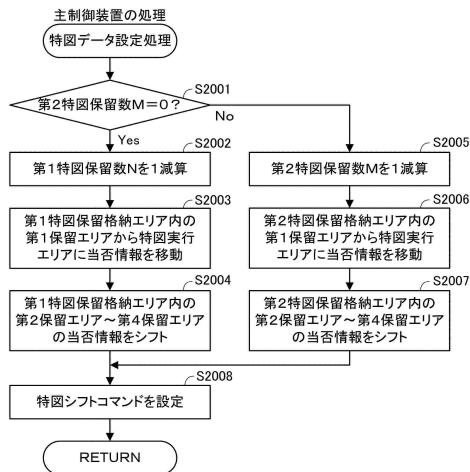 主制御装置の処理
特図データ設定処理
S2001
第2特図保留数M=0?
No
Yes
S2002
第1特図保留数Nを1減算
S2003
第1特図保留格納エリア内の
第1保留エリアから特図実行
エリアに当否情報を移動
S2004
第1特図保留格納エリア内の
第2保留エリア~第4保留エリア
の当否情報をシフト
S2005
第2特図保留数Mを1減算
S2006
第2特図保留格納エリア内の
第1保留エリアから特図実行
エリアに当否情報を移動
S2007
第2特図保留格納エリア内の
第2保留エリア~第4保留エリア
の当否情報をシフト
S2008
特図シフトコマンドを設定
RETURN